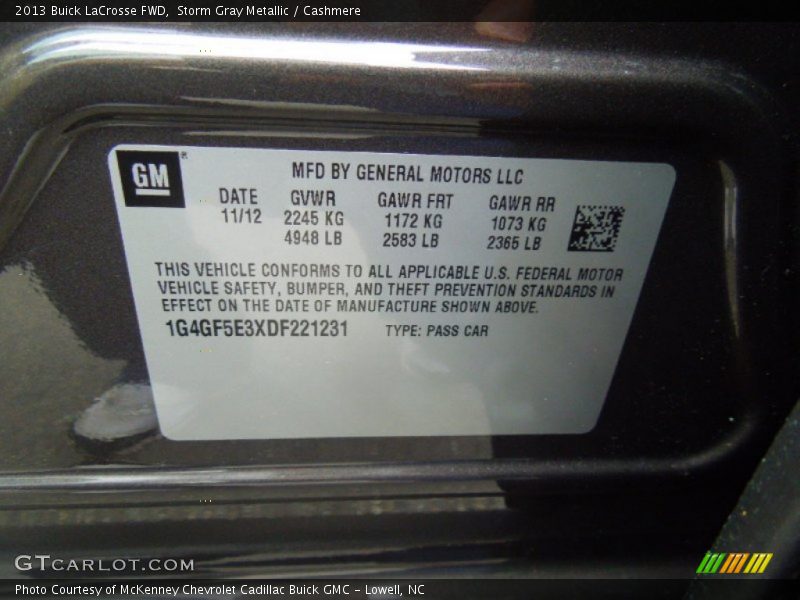 2013 Buick LaCrosse FWD, Storm Gray Metallic / Cashmere
GM®
MFD BY GENERAL MOTORS LLC
DATE GVWR GAWR FRT GAWR RR
11/12 2245 KG 1172 KG 1073 KG
4948 LB 2583 LB 2365 LB
THIS VEHICLE CONFORMS TO ALL APPLICABLE U.S. FEDERAL MOTOR
VEHICLE SAFETY, BUMPER, AND THEFT PREVENTION STANDARDS IN
EFFECT ON THE DATE OF MANUFACTURE SHOWN ABOVE.
1G4GF5E3XDF221231 TYPE: PASS CAR
GTCARLOT.COM
Photo Courtesy of McKenney Chevrolet Cadillac Buick GMC - Lowell, NC